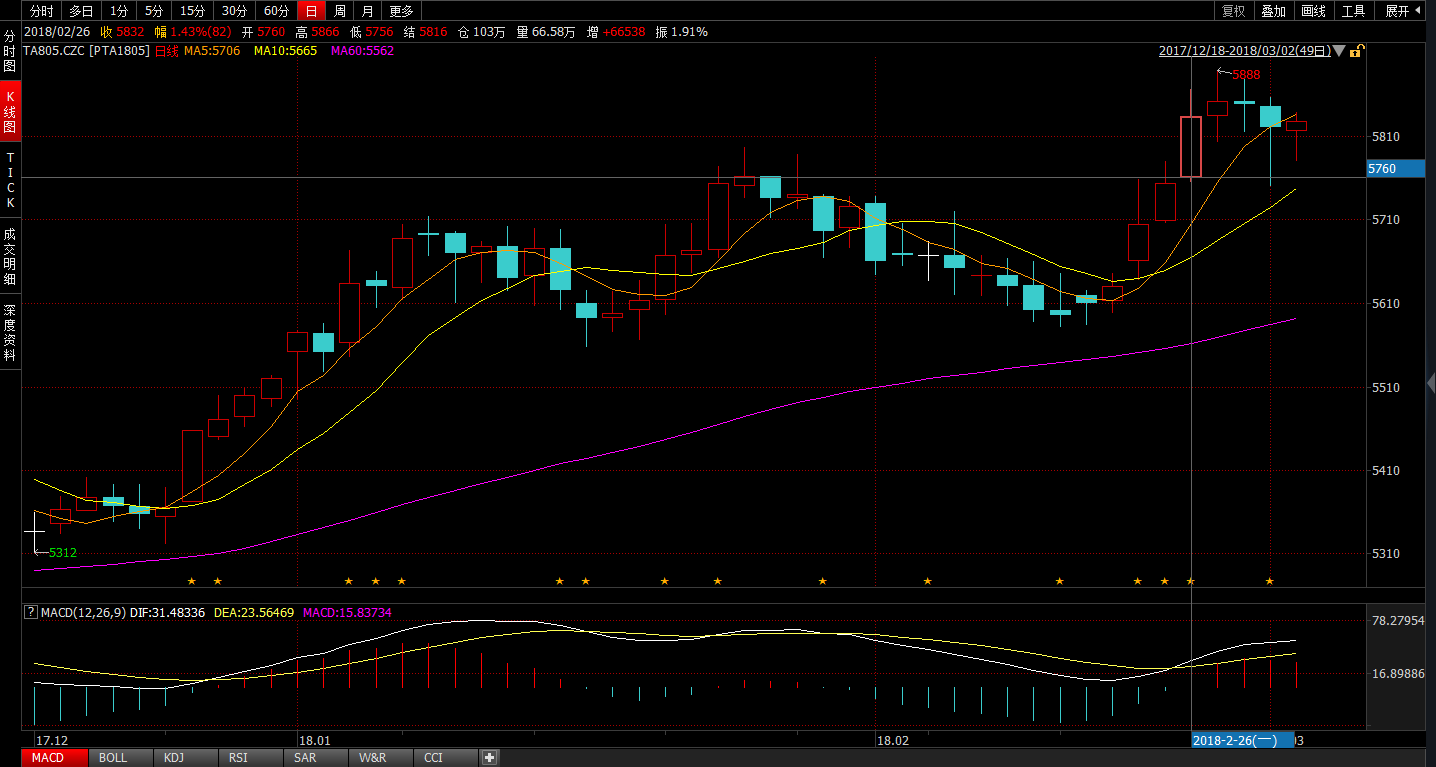 分时 多日 1分 5分 15分 30分 60分 日 周 月 更多 复权 叠加 画线 工具 展开
2018/02/26 收 5832 幅 1.43%(82) 开 5760 高 5866 低 5756 结 5816 仓 103万 量 66.58万 增 +66538 振 1.91%
TA805.CZC [PTA1805] 日线 MA5:5706 MA10:5665 MA60:5562 2017/12/18-2018/03/02(49日)
分时图
K线图
TICK
成交明细
深度资料
5888
5810
5760
5710
5610
5510
5410
5312
5310
? MACD(12,26,9) DIF:31.48336 DEA:23.56469 MACD:15.83734
78.27954
16.89886
17.12 18.01 18.02 2018-2-26(一) 03
MACD BOLL KDJ RSI SAR W&R CCI